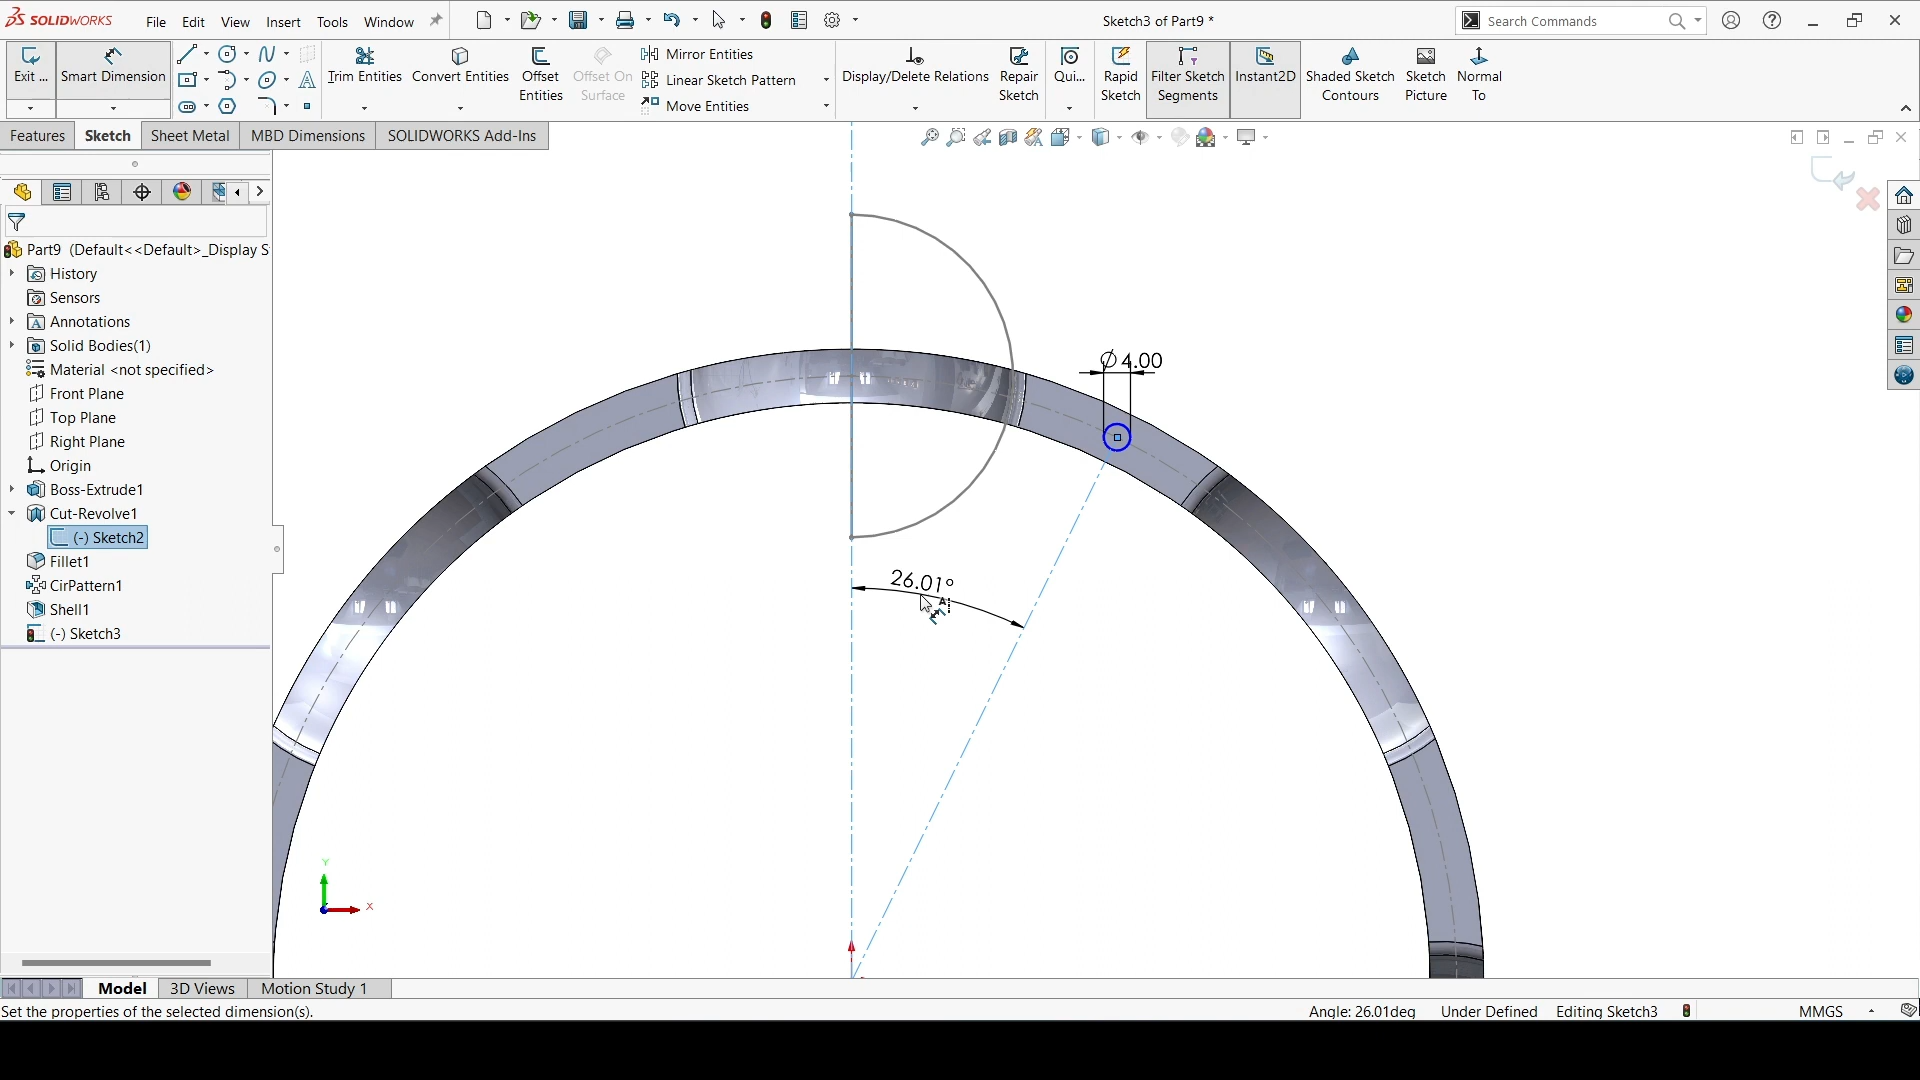 SOLIDWORKS File Edit View Insert Tools Window
Sketch3 of Part9 *
Search Commands
Exit ...
Smart Dimension
Trim Entities
Convert Entities
Offset Entities
Offset On Surface
Mirror Entities
Linear Sketch Pattern
Move Entities
Display/Delete Relations
Repair Sketch
Qui...
Rapid Sketch
Filter Sketch Segments
Instant2D
Shaded Sketch Contours
Sketch Picture
Normal To
Features Sketch Sheet Metal MBD Dimensions SOLIDWORKS Add-Ins
Part9 (Default<<Default>_Display S
History
Sensors
Annotations
Solid Bodies(1)
Material <not specified>
Front Plane
Top Plane
Right Plane
Origin
Boss-Extrude1
Cut-Revolve1
(-) Sketch2
Fillet1
CirPattern1
Shell1
(-) Sketch3
∅4.00
26.01°
Y
X
Model 3D Views Motion Study 1
Set the properties of the selected dimension(s).
Angle: 26.01deg Under Defined Editing Sketch3 MMGS